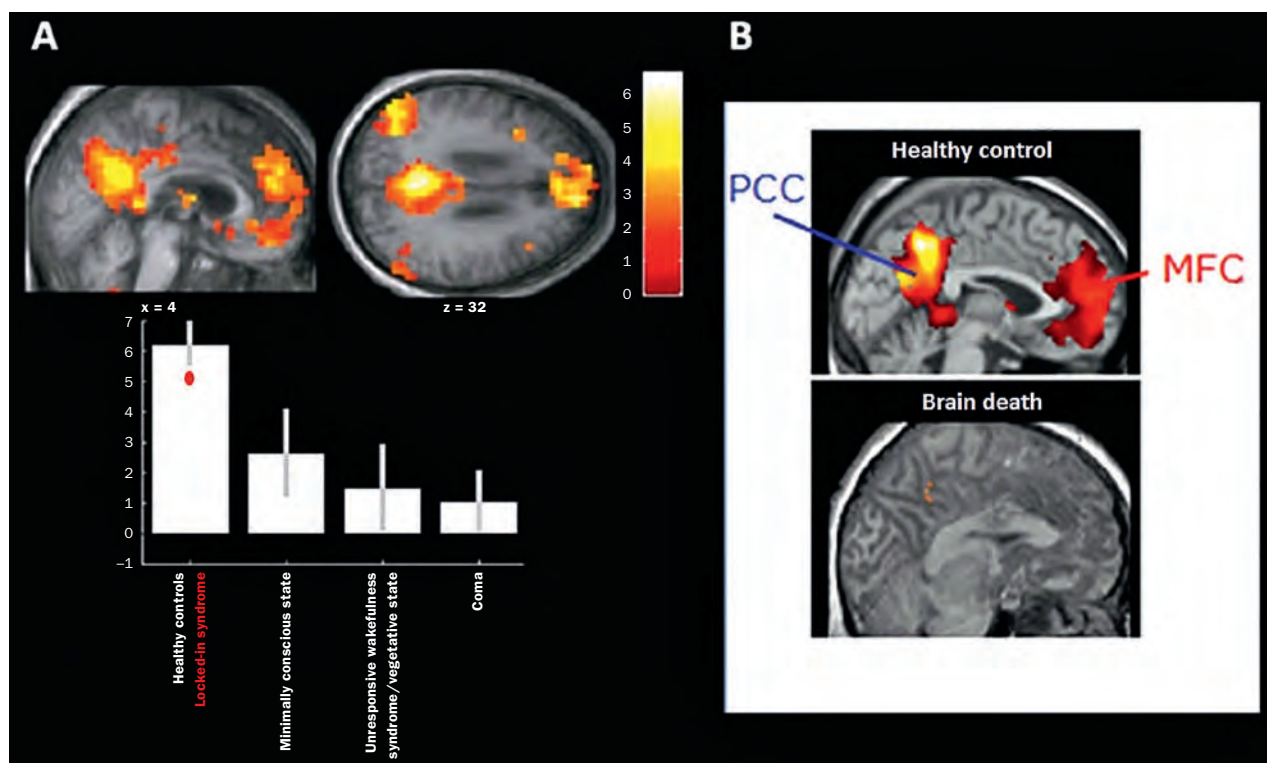 A
6
5
4
3
2
1
0
x = 4
z = 32
7
6
5
4
3
2
1
0
–1
Healthy controls
Locked-in syndrome
Minimally conscious state
Unresponsive wakefulness
syndrome/vegetative state
Coma
B
Healthy control
PCC
MFC
Brain death